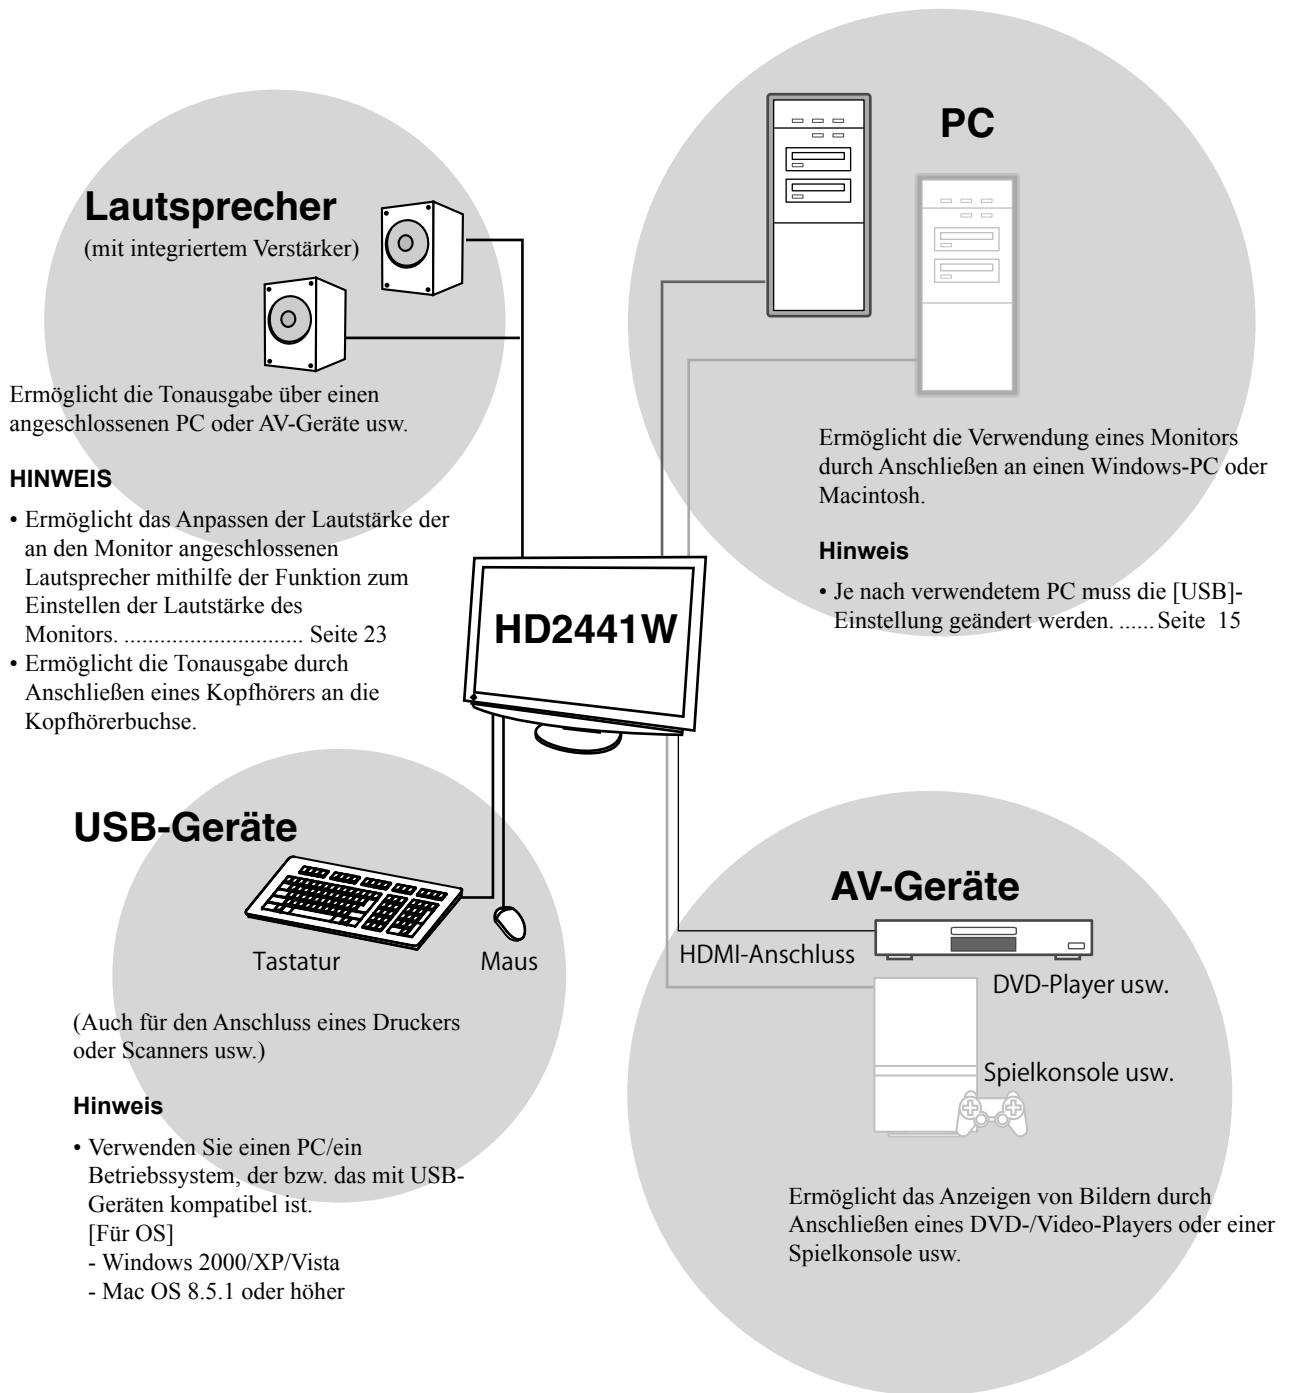 Lautsprecher
(mit integriertem Verstärker)
Ermöglicht die Tonausgabe über einen
angeschlossenen PC oder AV-Geräte usw.
HINWEIS
• Ermöglicht das Anpassen der Lautstärke der
an den Monitor angeschlossenen
Lautsprecher mithilfe der Funktion zum
Einstellen der Lautstärke des
Monitors. .............................. Seite 23
• Ermöglicht die Tonausgabe durch
Anschließen eines Kopfhörers an die
Kopfhörerbuchse.
PC
Ermöglicht die Verwendung eines Monitors
durch Anschließen an einen Windows-PC oder
Macintosh.
Hinweis
• Je nach verwendetem PC muss die [USB]-
Einstellung geändert werden. ...... Seite 15
HD2441W
USB-Geräte
Tastatur
Maus
(Auch für den Anschluss eines Druckers
oder Scanners usw.)
Hinweis
• Verwenden Sie einen PC/ein
Betriebssystem, der bzw. das mit USB-
Geräten kompatibel ist.
[Für OS]
- Windows 2000/XP/Vista
- Mac OS 8.5.1 oder höher
AV-Geräte
HDMI-Anschluss
DVD-Player usw.
Spielkonsole usw.
Ermöglicht das Anzeigen von Bildern durch
Anschließen eines DVD-/Video-Players oder einer
Spielkonsole usw.